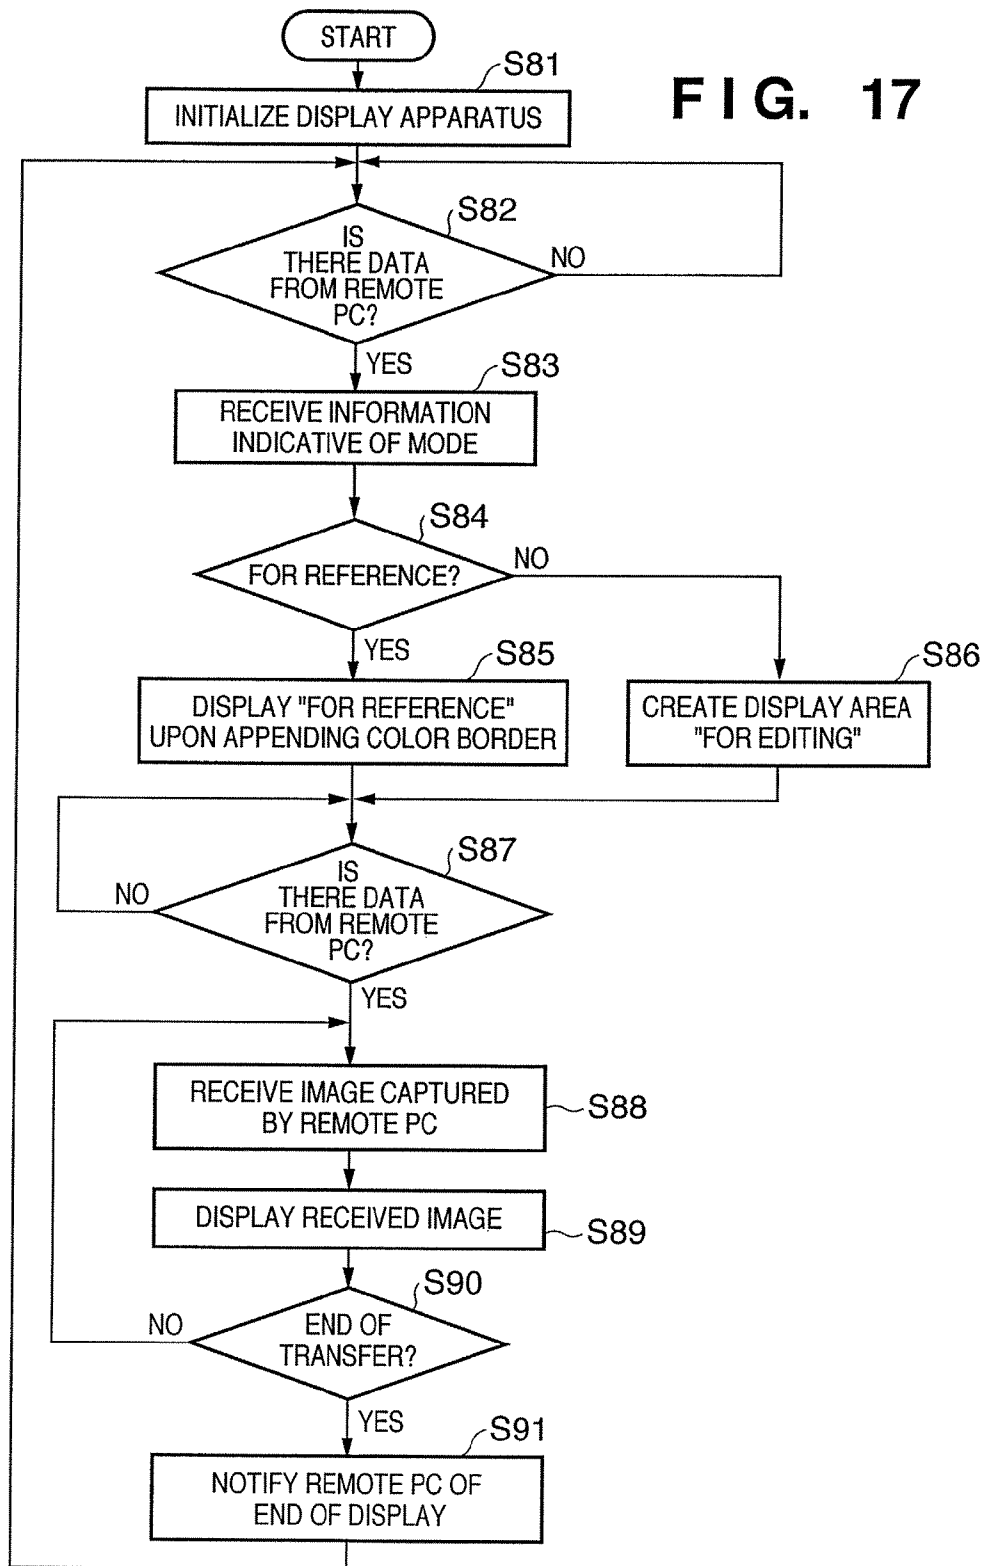 START
S81
FIG. 17
INITIALIZE DISPLAY APPARATUS
S82
IS
THERE DATA
FROM REMOTE
PC?
NO
YES
S83
RECEIVE INFORMATION
INDICATIVE OF MODE
S84
FOR REFERENCE?
NO
YES
S85
DISPLAY "FOR REFERENCE"
UPON APPENDING COLOR BORDER
S86
CREATE DISPLAY AREA
"FOR EDITING"
S87
IS
THERE DATA
FROM REMOTE
PC?
NO
YES
RECEIVE IMAGE CAPTURED
BY REMOTE PC
S88
DISPLAY RECEIVED IMAGE
S89
S90
END OF
TRANSFER?
NO
YES
S91
NOTIFY REMOTE PC OF
END OF DISPLAY